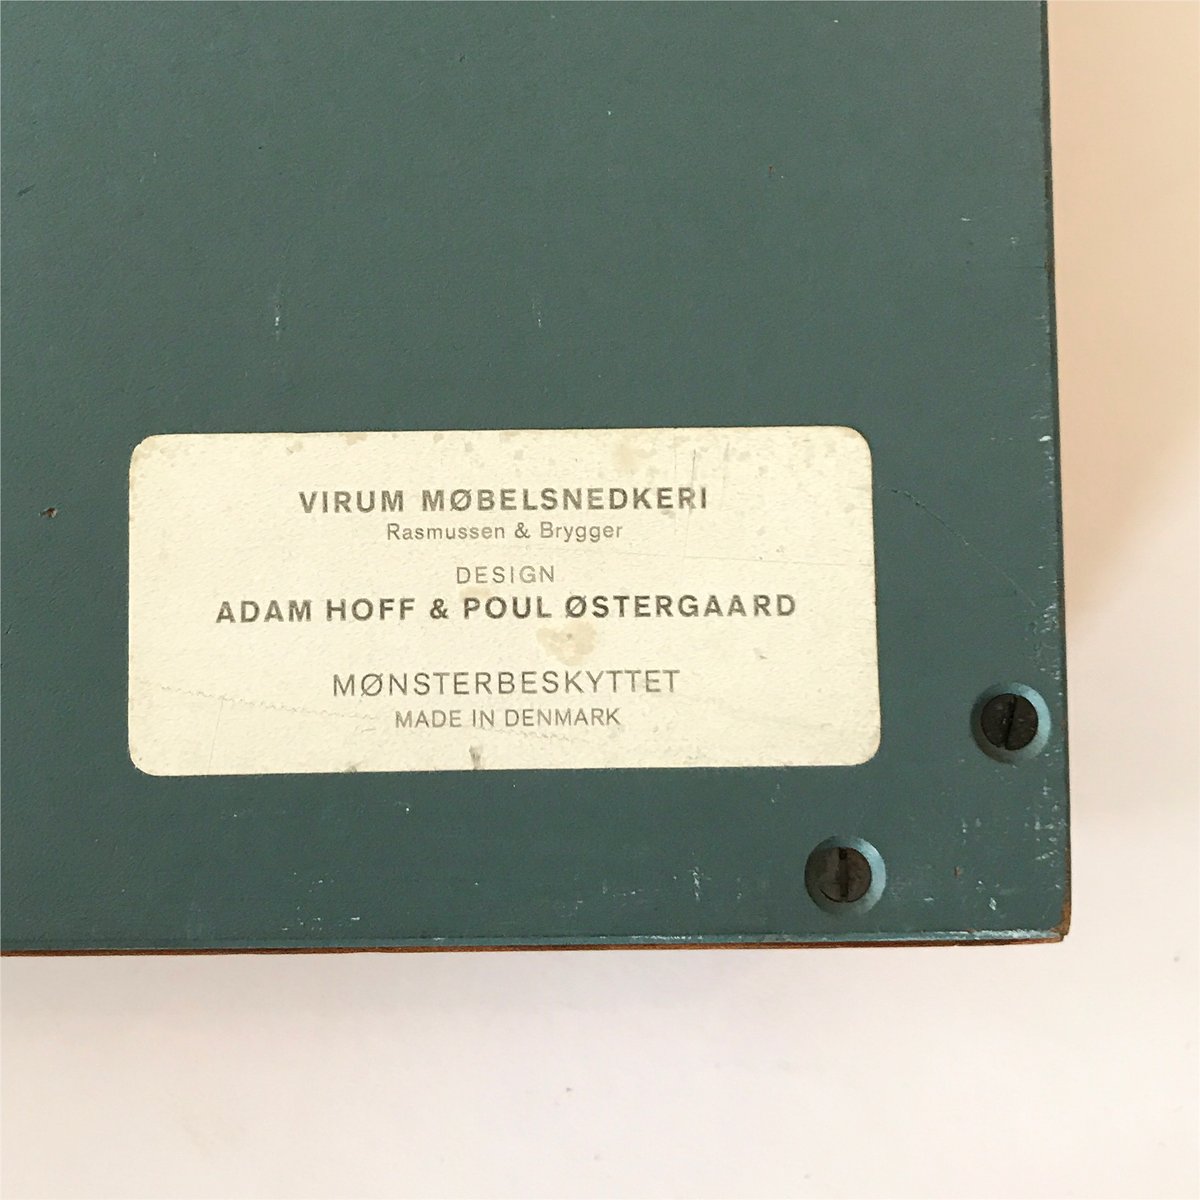 VIRUM MØBELSNEDKERI
Rasmussen & Brygger
DESIGN
ADAM HOFF & POUL ØSTERGAARD
MØNSTERBESKYTTET
MADE IN DENMARK